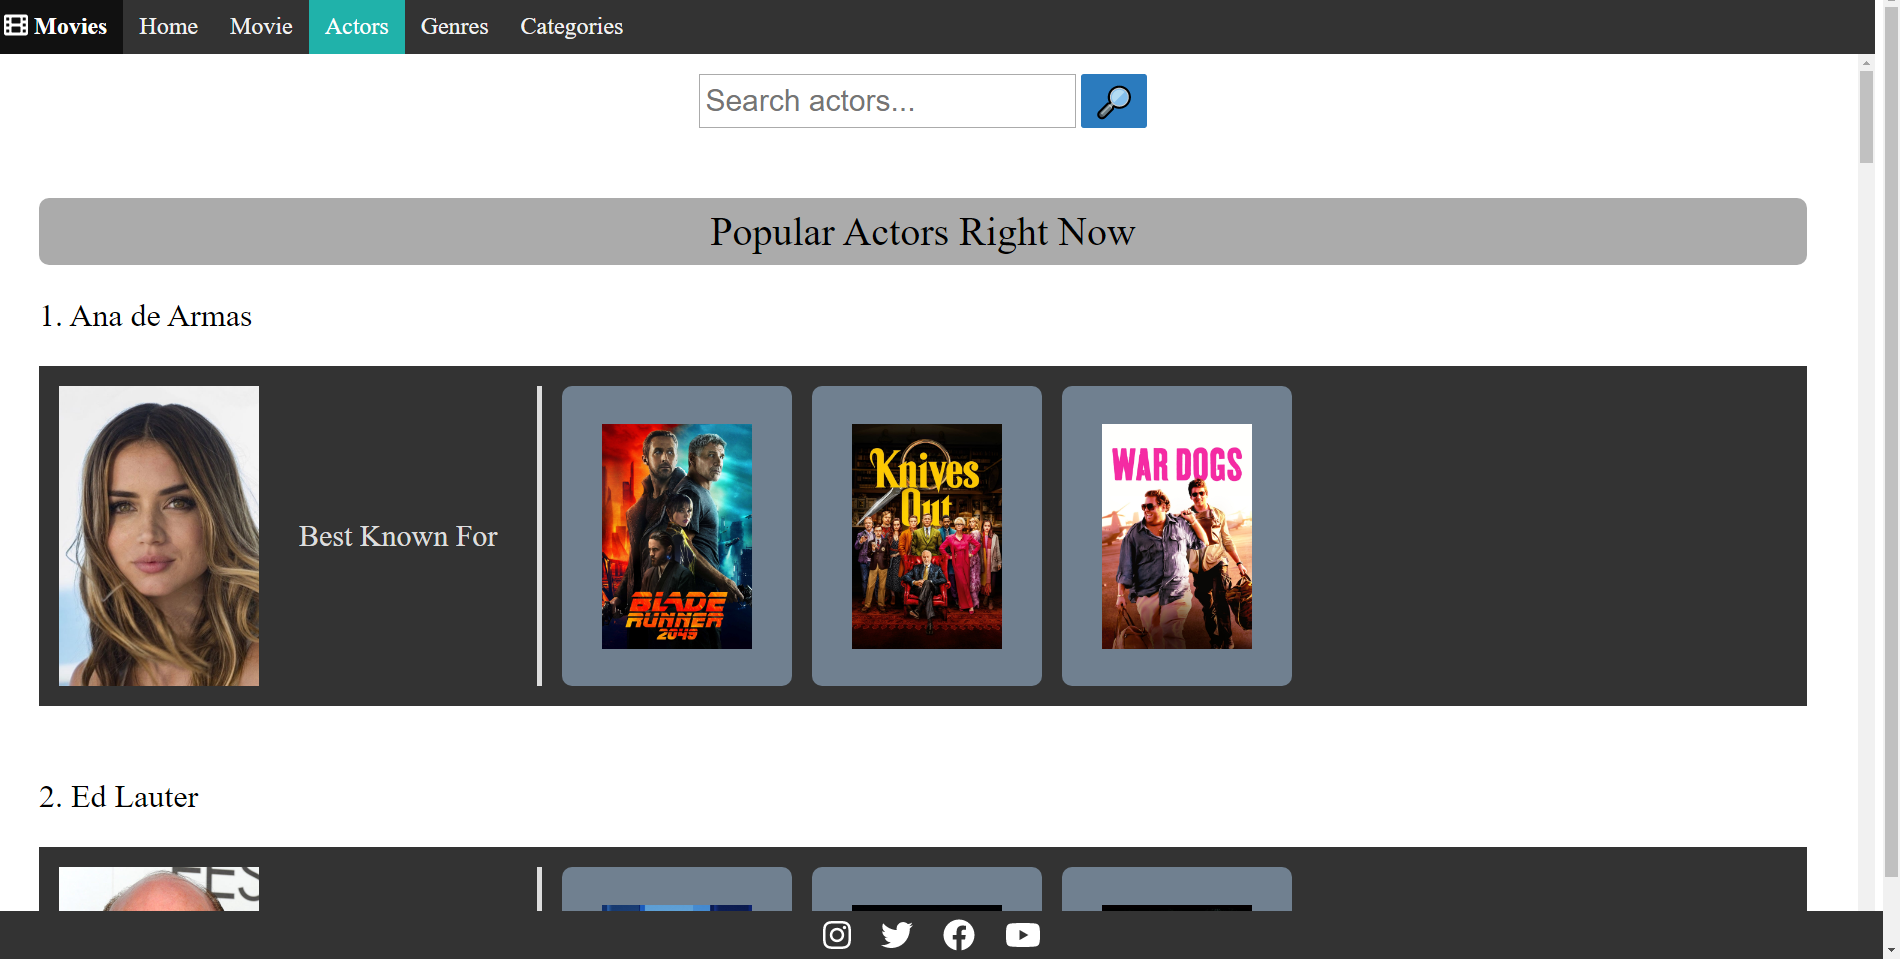 Movies Home Movie Actors Genres Categories
Search actors...
Popular Actors Right Now
1. Ana de Armas
Best Known For
BLADE
RUNNER
2049
Knives
Out
WAR DOGS
2. Ed Lauter
FES